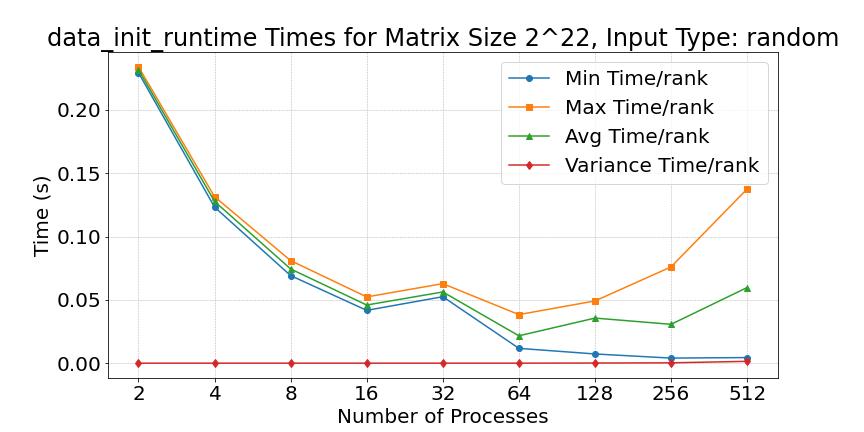 data_init_runtime Times for Matrix Size 2^22, Input Type: random
Min Time/rank
Max Time/rank
Avg Time/rank
Variance Time/rank
Time (s)
0.20
0.15
0.10
0.05
0.00
2 4 8 16 32 64 128 256 512
Number of Processes